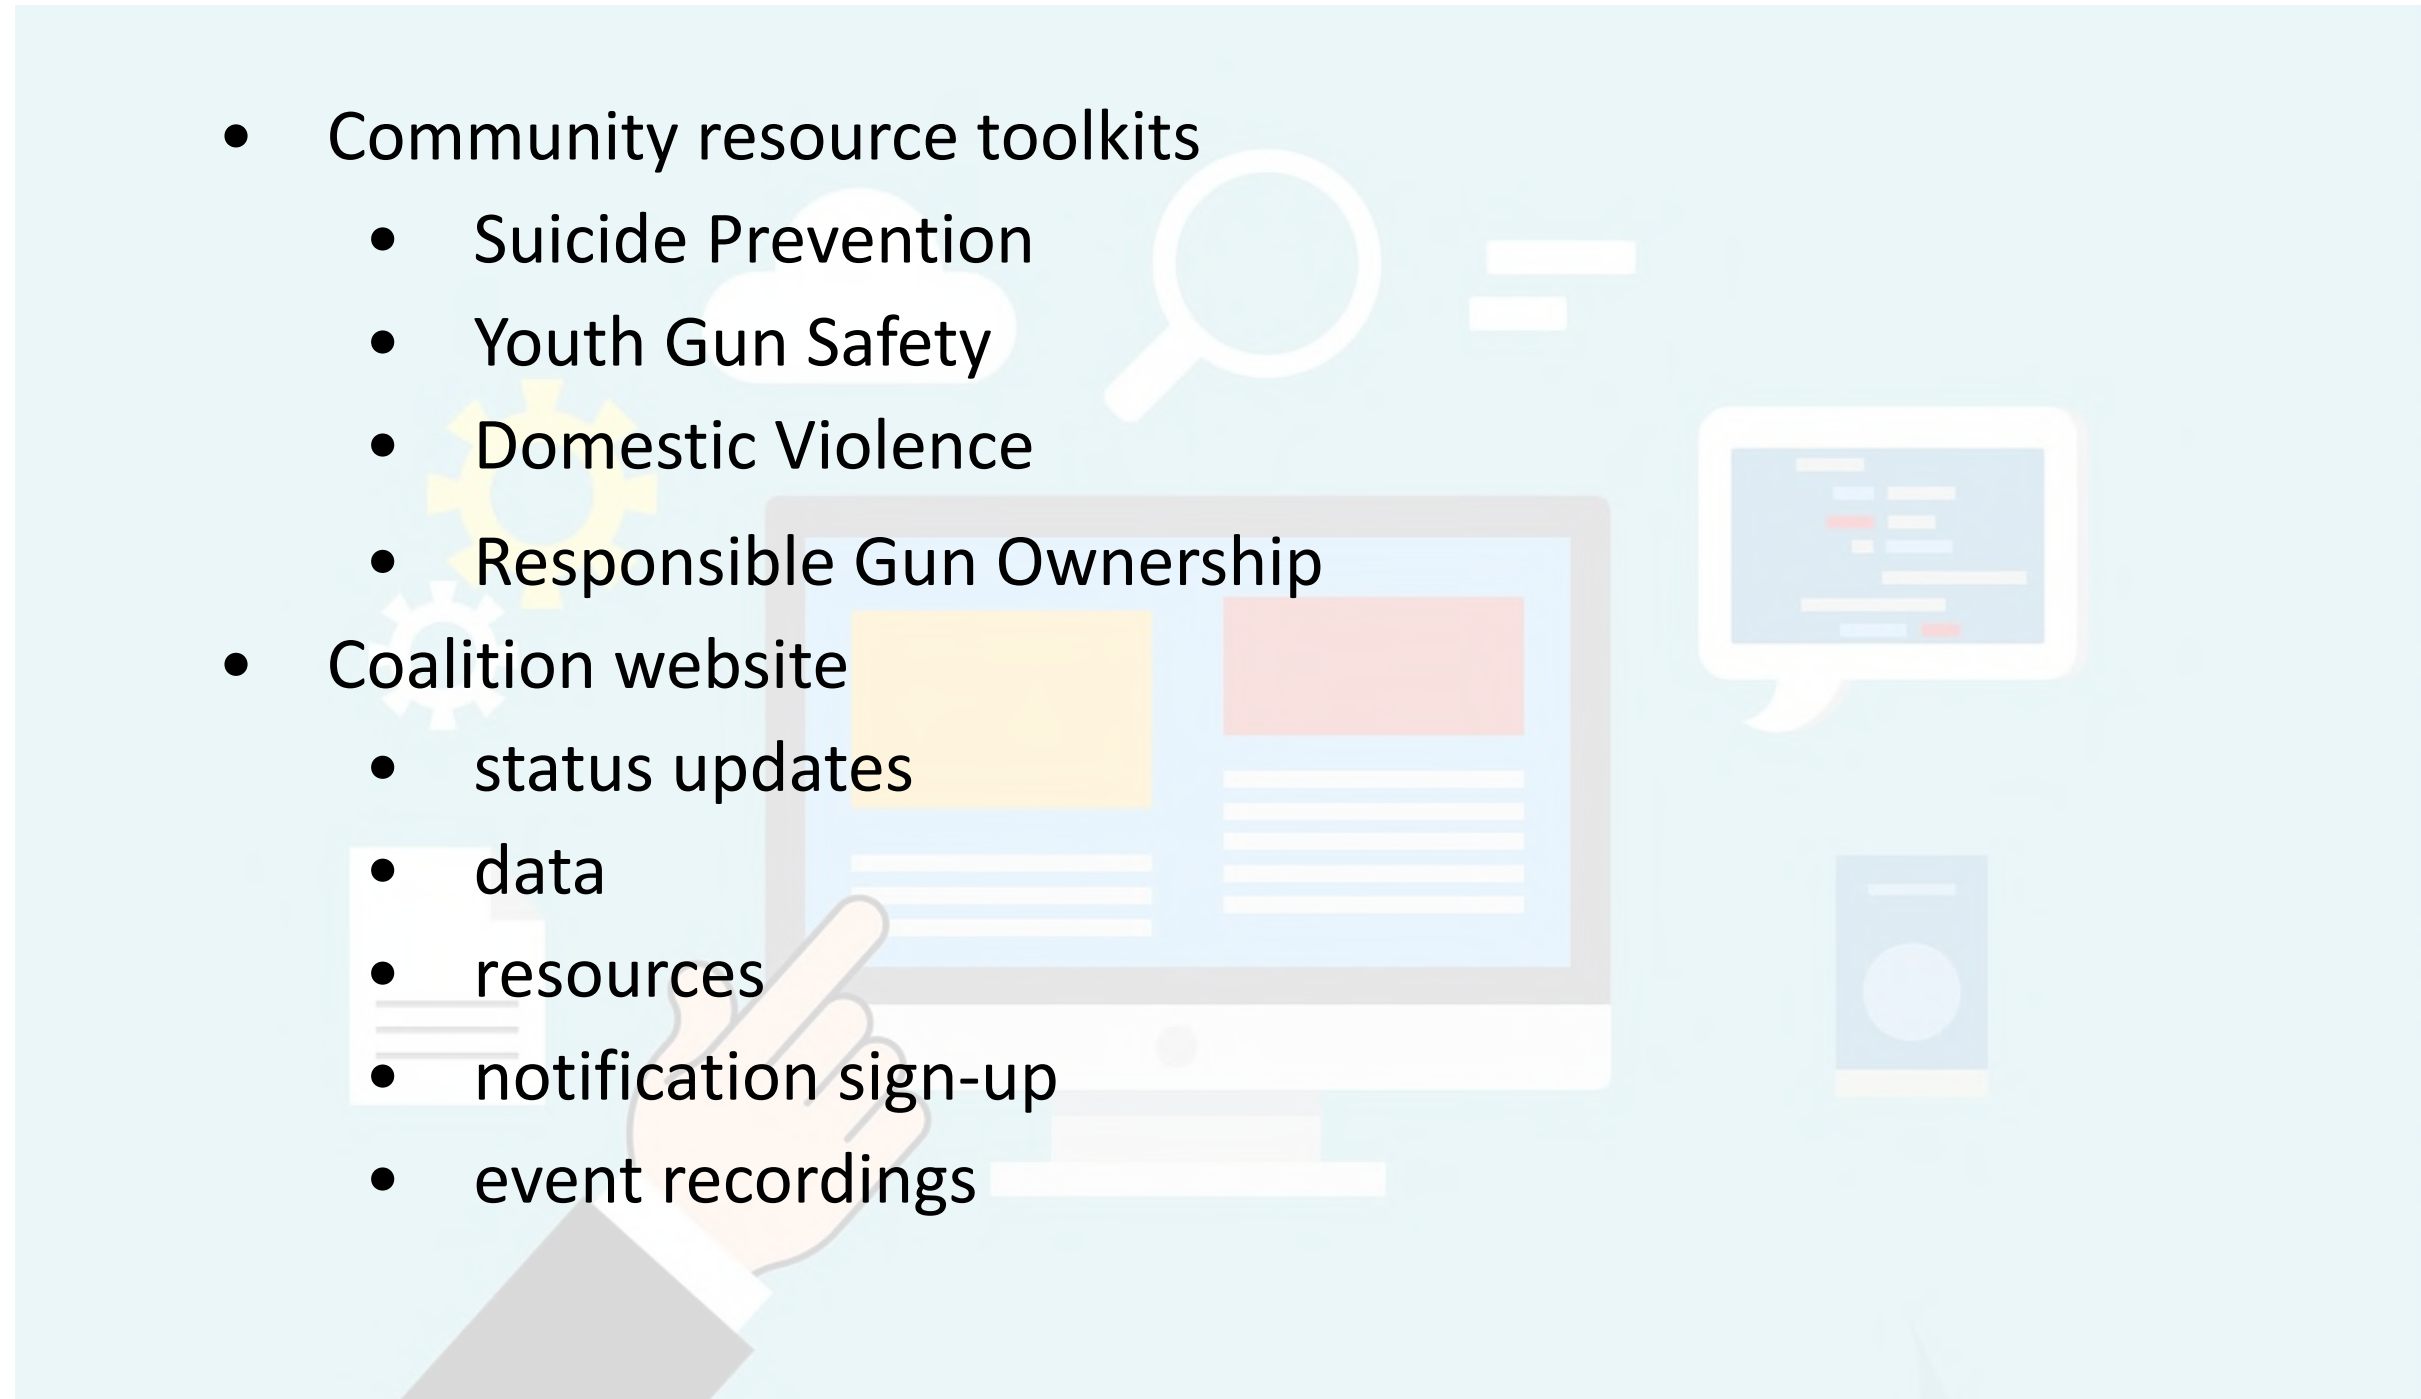 • Community resource toolkits
• Suicide Prevention
• Youth Gun Safety
• Domestic Violence
• Responsible Gun Ownership
• Coalition website
• status updates
• data
• resources
• notification sign-up
• event recordings